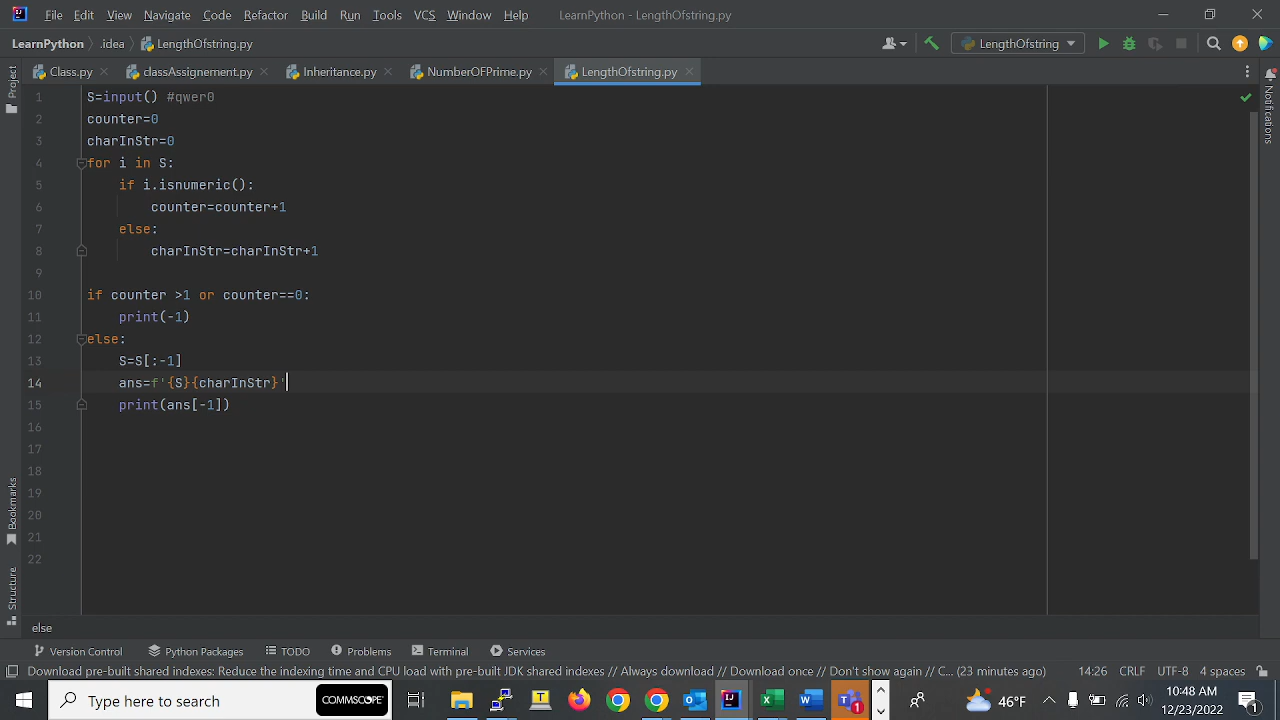 File Edit View Navigate Code Refactor Build Run Tools VCS Window Help LearnPython - LengthOfstring.py
LearnPython .idea LengthOfstring.py LengthOfstring
Class.py classAssignement.py Inheritance.py NumberOFPrime.py LengthOfstring.py
Project
Notifications
1 S=input() #qwer0
2 counter=0
3 charInStr=0
4 for i in S:
5 if i.isnumeric():
6 counter=counter+1
7 else:
8 charInStr=charInStr+1
9
10 if counter >1 or counter==0:
11 print(-1)
12 else:
13 S=S[:-1]
14 ans=f'{S}{charInStr}'
15 print(ans[-1])
16
17
18
19
20
21
22
Bookmarks
Structure
else
Version Control Python Packages TODO Problems Terminal Services
Download pre-built shared indexes: Reduce the indexing time and CPU load with pre-built JDK shared indexes // Always download // Download once // Don't show again // C... (23 minutes ago) 14:26 CRLF UTF-8 4 spaces
Type here to search COMMSCOPE T 1 46°F 10:48 AM
12/23/2022 1